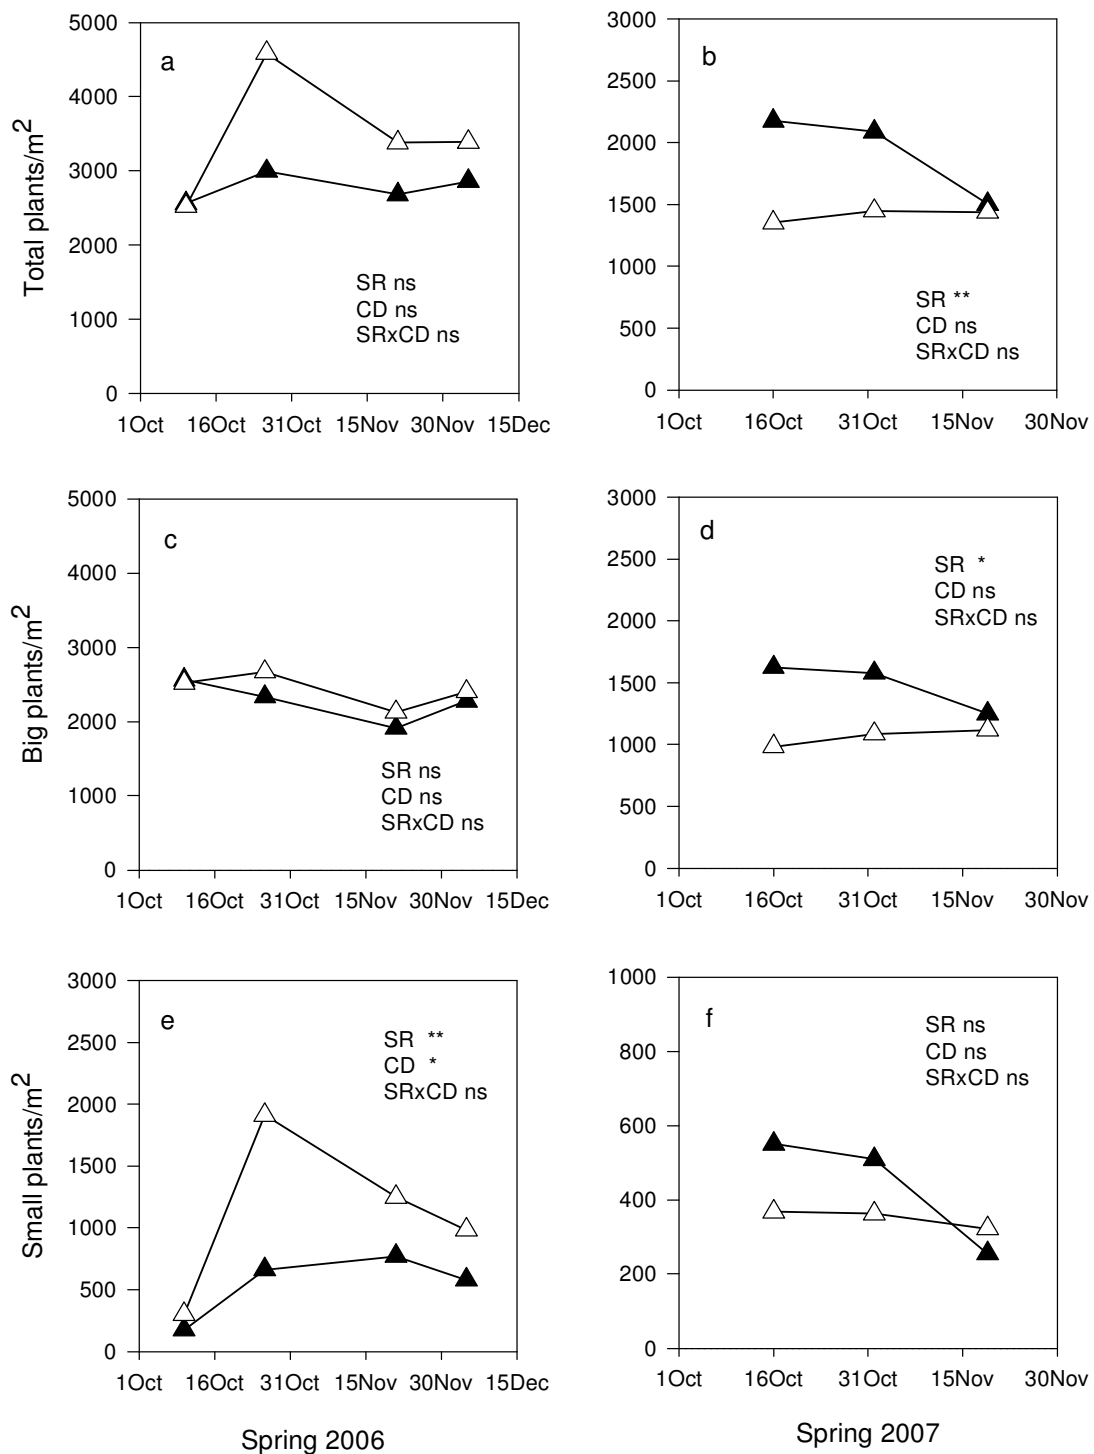 a
Total plants/m2
5000
4000
3000
2000
1000
0
SR ns
CD ns
SRxCD ns
1Oct 16Oct 31Oct 15Nov 30Nov 15Dec
b
3000
2500
2000
1500
1000
500
0
SR **
CD ns
SRxCD ns
1Oct 16Oct 31Oct 15Nov 30Nov
c
Big plants/m2
5000
4000
3000
2000
1000
0
SR ns
CD ns
SRxCD ns
1Oct 16Oct 31Oct 15Nov 30Nov 15Dec
d
3000
2500
2000
1500
1000
500
0
SR *
CD ns
SRxCD ns
1Oct 16Oct 31Oct 15Nov 30Nov
e
Small plants/m2
3000
2500
2000
1500
1000
500
0
SR **
CD *
SRxCD ns
1Oct 16Oct 31Oct 15Nov 30Nov 15Dec
Spring 2006
f
1000
800
600
400
200
0
SR ns
CD ns
SRxCD ns
1Oct 16Oct 31Oct 15Nov 30Nov
Spring 2007